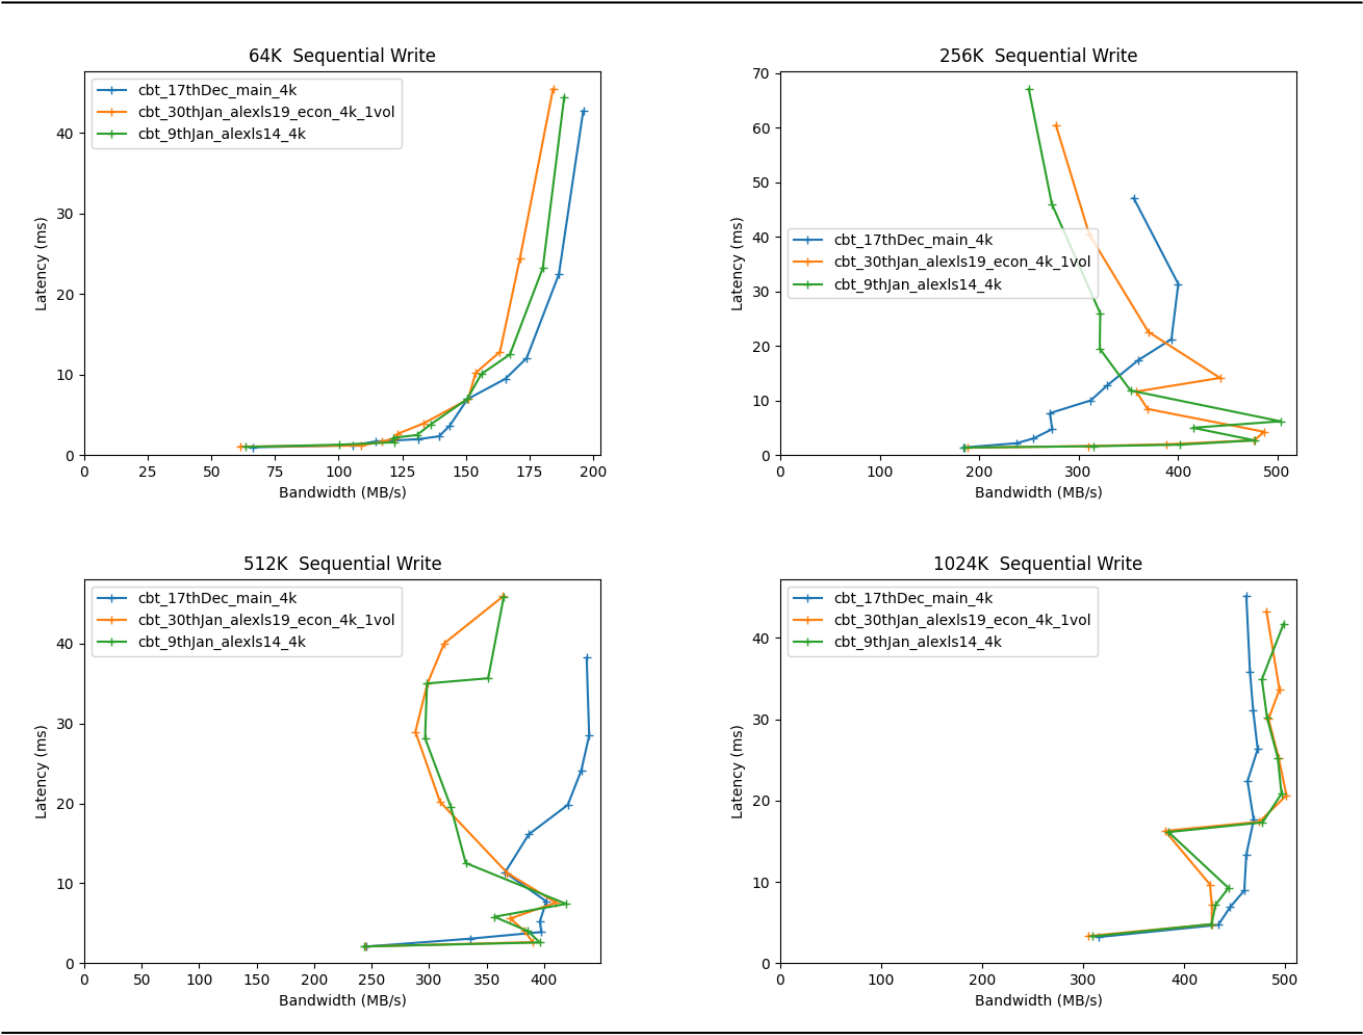 64K  Sequential Write
cbt_17thDec_main_4k
cbt_30thJan_alexls19_econ_4k_1vol
cbt_9thJan_alexls14_4k
40
30
20
10
0
Latency (ms)
0 25 50 75 100 125 150 175 200
Bandwidth (MB/s)
256K  Sequential Write
70
60
50
40
30
20
10
0
Latency (ms)
cbt_17thDec_main_4k
cbt_30thJan_alexls19_econ_4k_1vol
cbt_9thJan_alexls14_4k
0 100 200 300 400 500
Bandwidth (MB/s)
512K  Sequential Write
cbt_17thDec_main_4k
cbt_30thJan_alexls19_econ_4k_1vol
cbt_9thJan_alexls14_4k
40
30
20
10
0
Latency (ms)
0 50 100 150 200 250 300 350 400
Bandwidth (MB/s)
1024K  Sequential Write
cbt_17thDec_main_4k
cbt_30thJan_alexls19_econ_4k_1vol
cbt_9thJan_alexls14_4k
40
30
20
10
0
Latency (ms)
0 100 200 300 400 500
Bandwidth (MB/s)